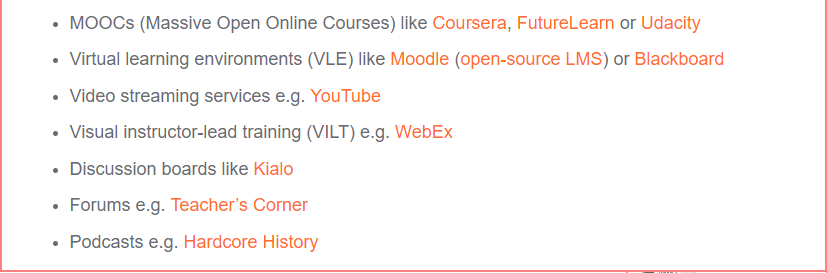 • MOOCs (Massive Open Online Courses) like Coursera, FutureLearn or Udacity
• Virtual learning environments (VLE) like Moodle (open-source LMS) or Blackboard
• Video streaming services e.g. YouTube
• Visual instructor-lead training (VILT) e.g. WebEx
• Discussion boards like Kialo
• Forums e.g. Teacher’s Corner
• Podcasts e.g. Hardcore History